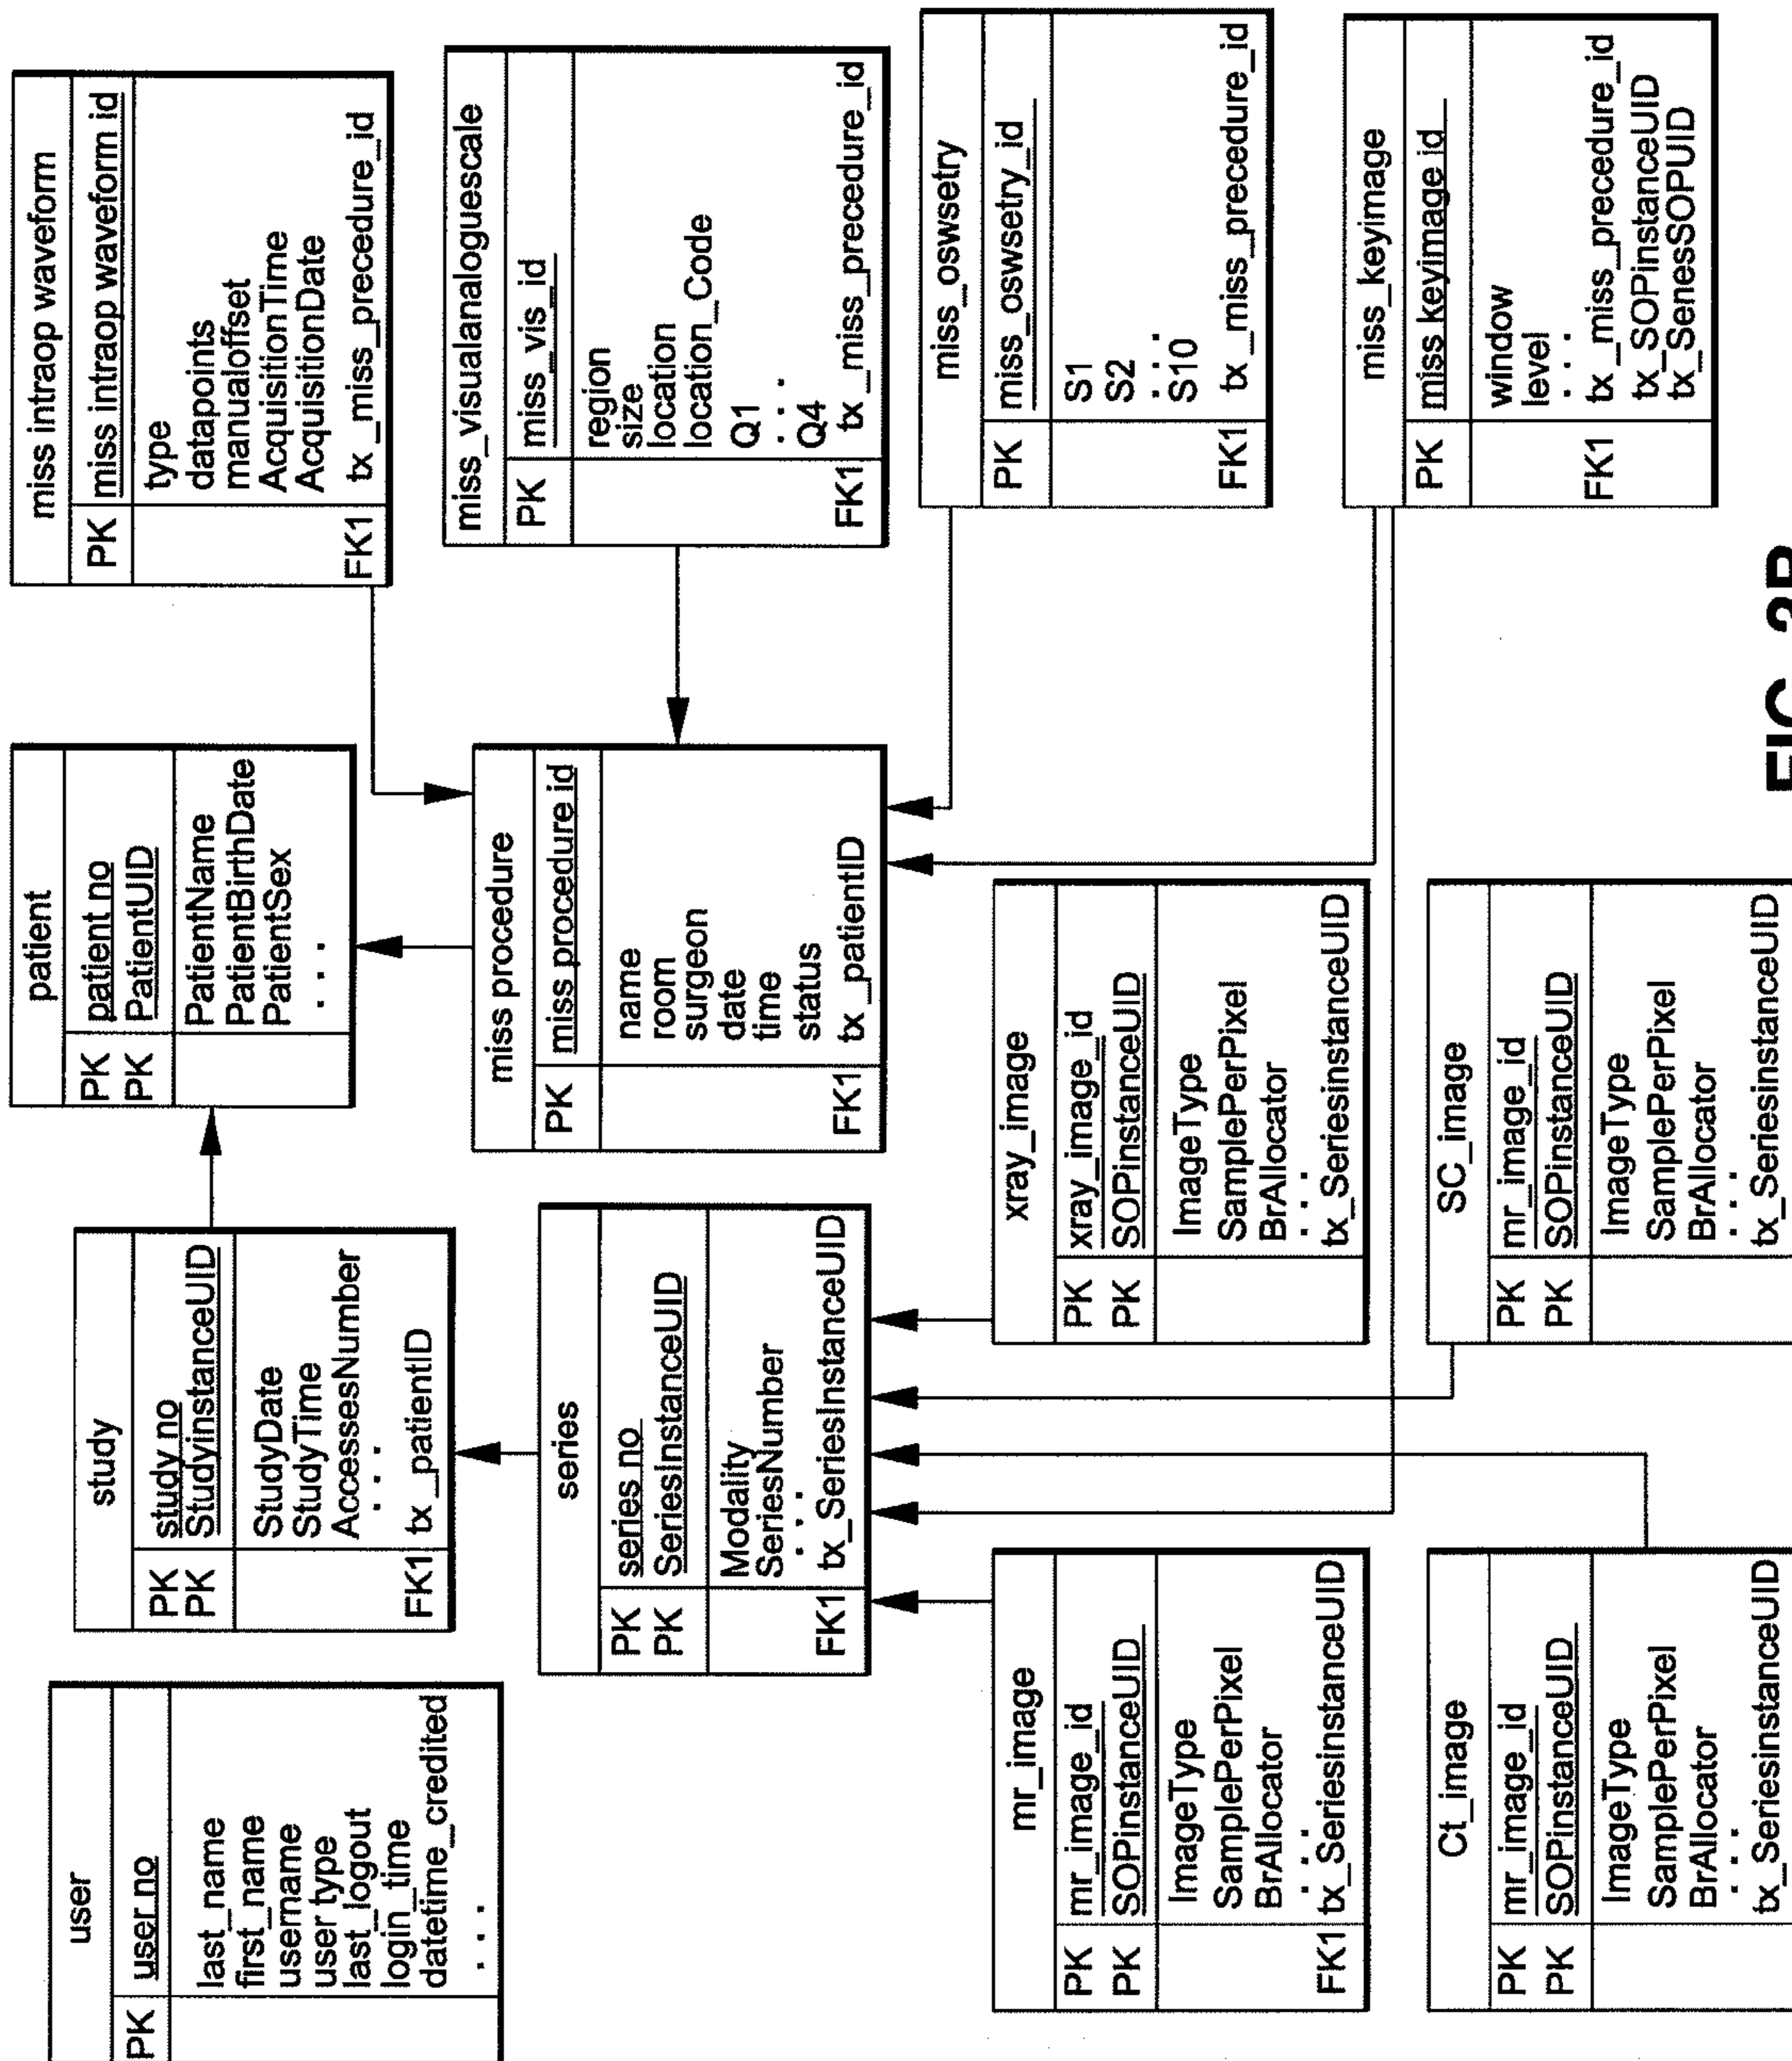 user
PK user no
last_name
first_name
username
user type
last_logout
login_time
datetime_credited
. . .
study
PK study no
PK StudyinstanceUID
StudyDate
StudyTime
AccessesNumber
. . .
FK1 tx_patientID
patient
PK patient no
PK PatientUID
PatientName
PatientBirthDate
PatientSex
. . .
miss intraop waveform
PK miss intraop waveform id
type
datapoints
manualoffset
AcquisitionTime
AcquisitionDate
FK1 tx_miss_precedure_id
series
PK series no
PK SeriesInstanceUID
Modality
SeriesNumber
. . .
FK1 tx_SeriesInstanceUID
miss procedure
PK miss procedure id
name
room
surgeon
date
time
status
FK1 tx_patientID
miss_visualanaloguescale
PK miss_vis_id
region
size
location
location_Code
Q1
. . .
Q4
FK1 tx_miss_precedure_id
mr_image
PK mr_image_id
PK SOPinstanceUID
ImageType
SamplePerPixel
BrAllocator
. . .
FK1 tx_SeriesinstanceUID
xray_image
PK xray_image_id
PK SOPinstanceUID
ImageType
SamplePerPixel
BrAllocator
. . .
tx_SeriesinstanceUID
miss_oswsetry
PK miss_oswsetry_id
S1
S2
. . .
S10
FK1 tx_miss_precedure_id
Ct_image
PK mr_image_id
PK SOPinstanceUID
ImageType
SamplePerPixel
BrAllocator
. . .
tx_SeriesinstanceUID
SC_image
PK mr_image_id
PK SOPinstanceUID
ImageType
SamplePerPixel
BrAllocator
. . .
tx_SeriesinstanceUID
miss_keyimage
PK miss keyimage id
window
level
. . .
FK1 tx_miss_precedure_id
tx_SOPinstanceUID
tx_SenesSOPUID